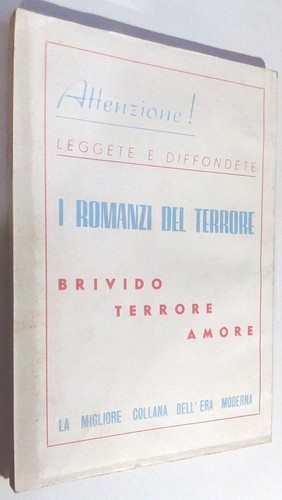 Attenzione!
LEGGETE E DIFFONDETE
I ROMANZI DEL TERRORE
BRIVIDO
TERRORE
AMORE
LA MIGLIORE COLLANA DELL'ERA MODERNA